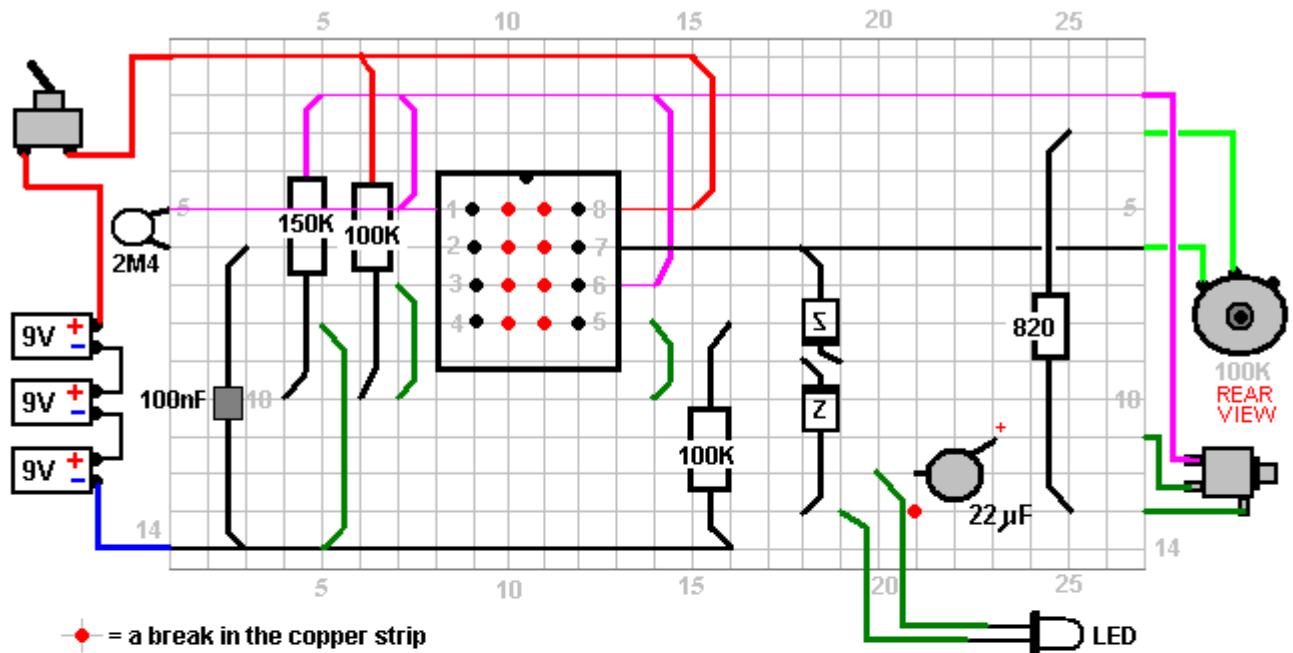 5 10 15 20 25
5 150K 100K 1 8 5
2M4 2 7
3 6
9V + - 4 5 820
100K
REAR
VIEW
9V + - 100nF 10 10
9V + - 100K +
14 22 µF 14
5 10 15 20 25
= a break in the copper strip LED